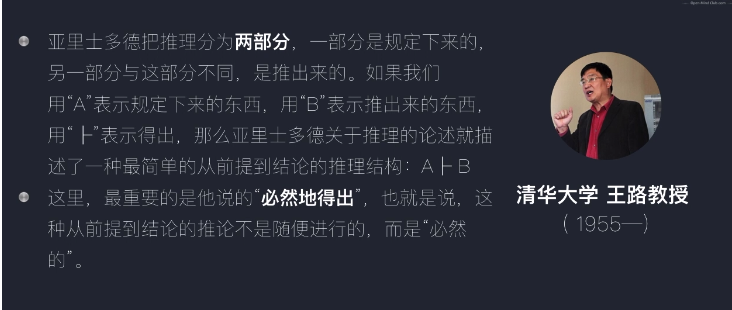 亚里士多德把推理分为两部分，一部分是规定下来的，
另一部分与这部分不同，是推出来的。如果我们
用“A”表示规定下来的东西，用“B”表示推出来的东西，
用“├”表示得出，那么亚里士多德关于推理的论述就描
述了一种最简单的从前提到结论的推理结构：A├ B
这里，最重要的是他说的“必然地得出”，也就是说，这
种从前提到结论的推论不是随便进行的，而是“必然
的”。
清华大学 王路教授
（ 1955—）